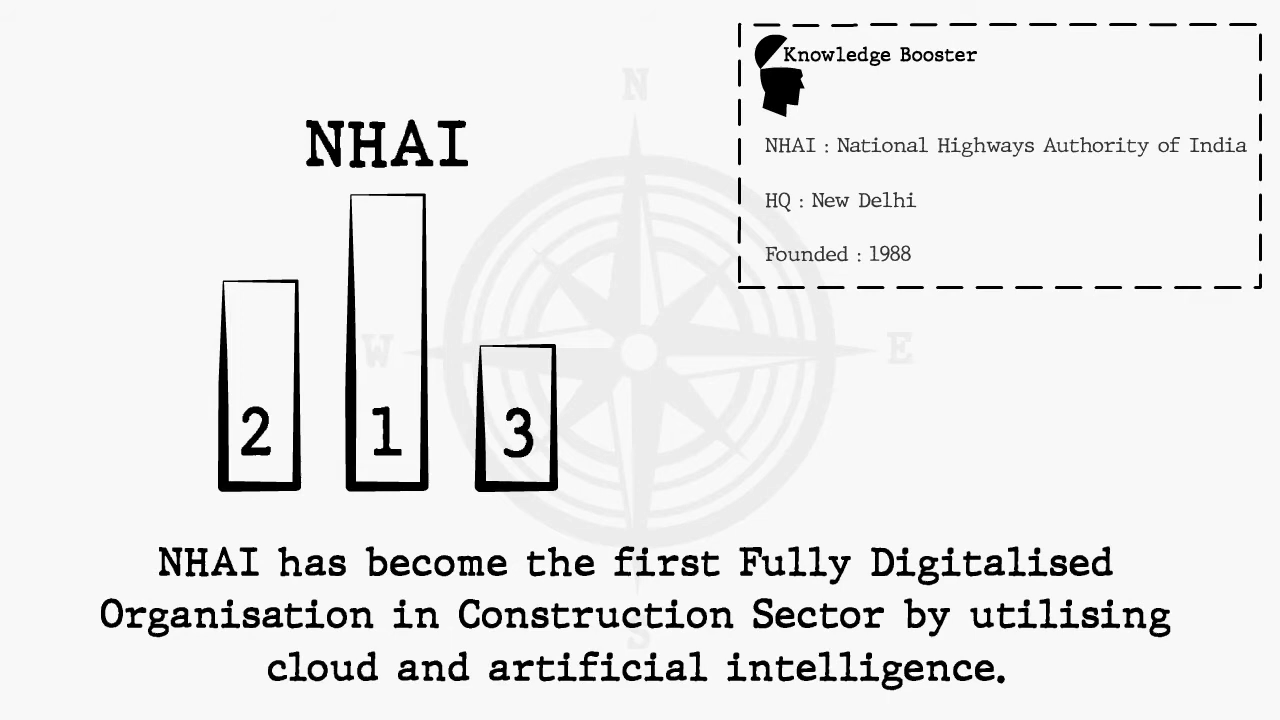 N
Knowledge Booster
NHAI : National Highways Authority of India
HQ : New Delhi
Founded : 1988
NHAI
W
E
2 1 3
NHAI has become the first Fully Digitalised
Organisation in Construction Sector by utilising
S
cloud and artificial intelligence.